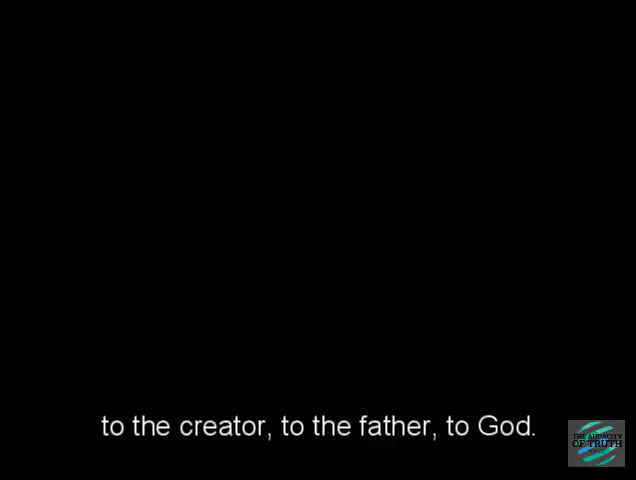 to the creator, to the father, to God.
THE AUDACITY
OF TRUTH